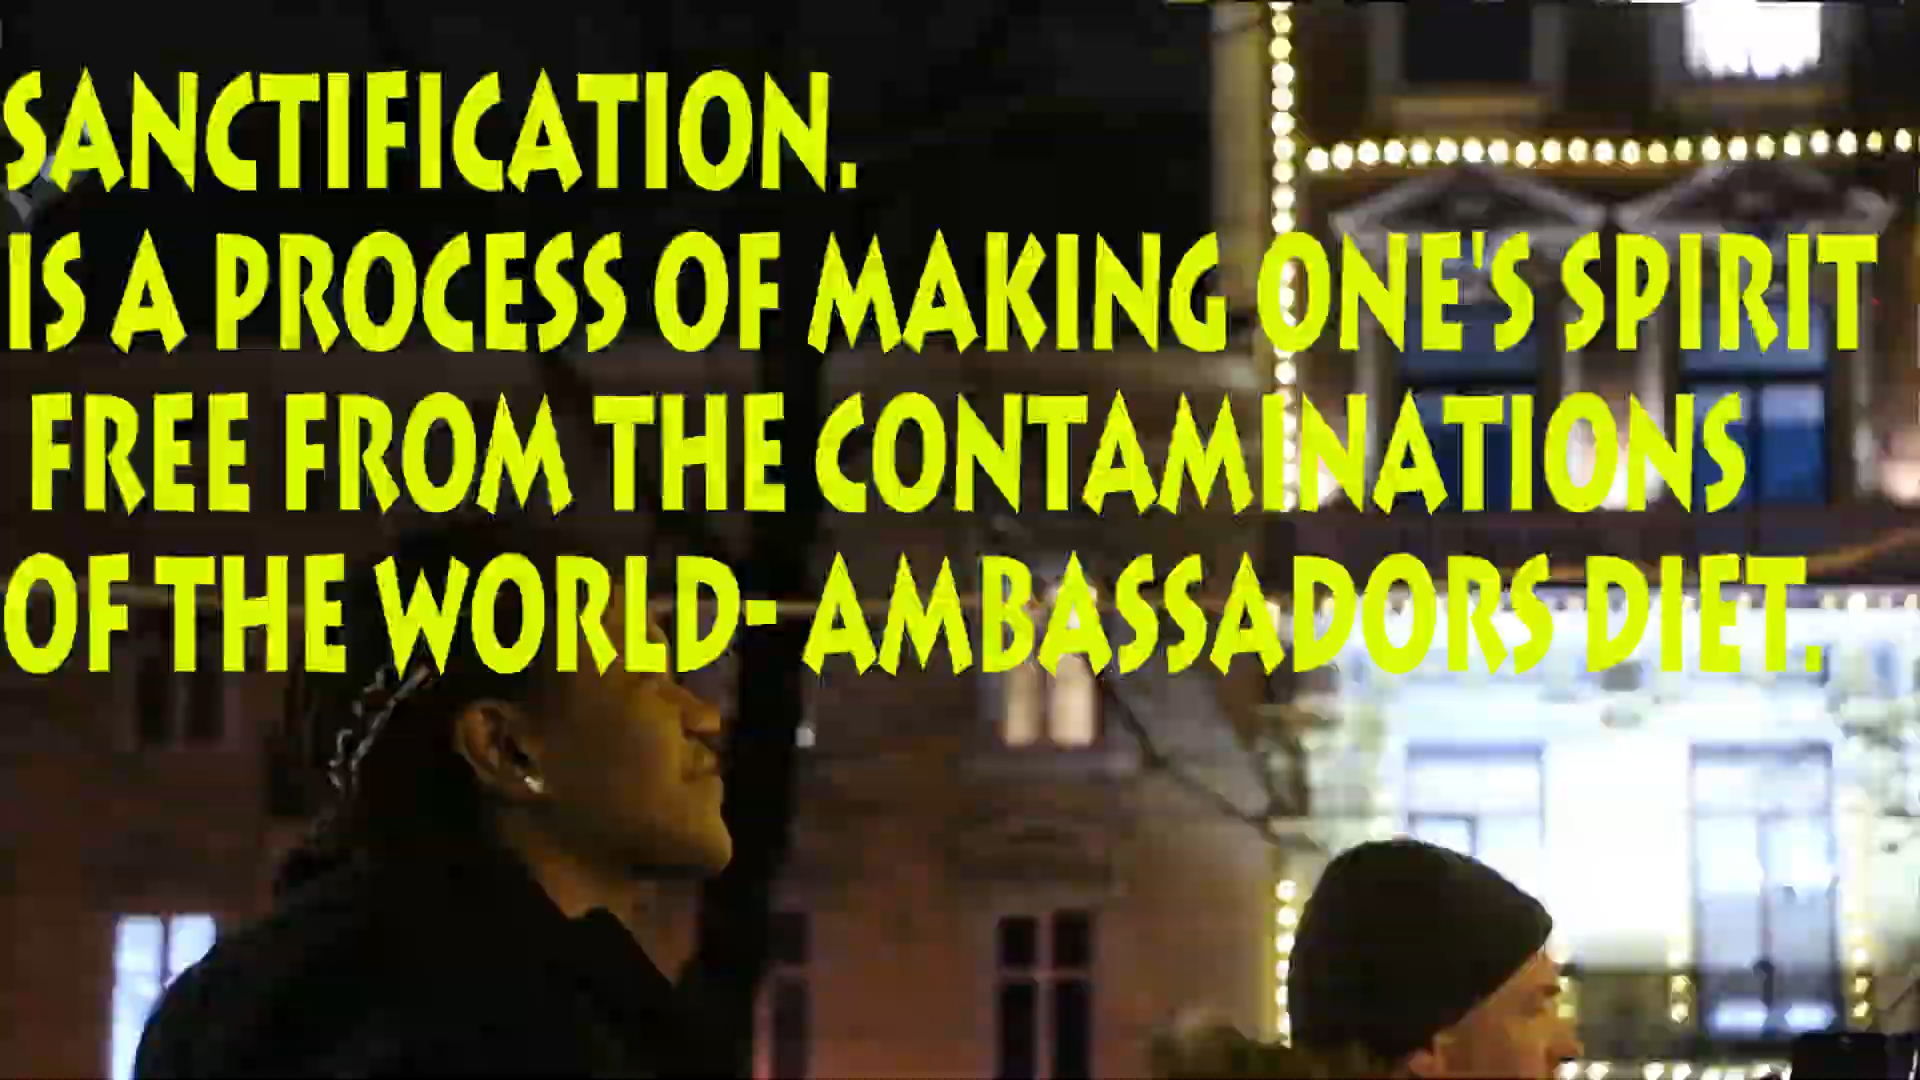 SANCTIFICATION.
IS A PROCESS OF MAKING ONE'S SPIRIT
FREE FROM THE CONTAMINATIONS
OF THE WORLD- AMBASSADORS DIET.